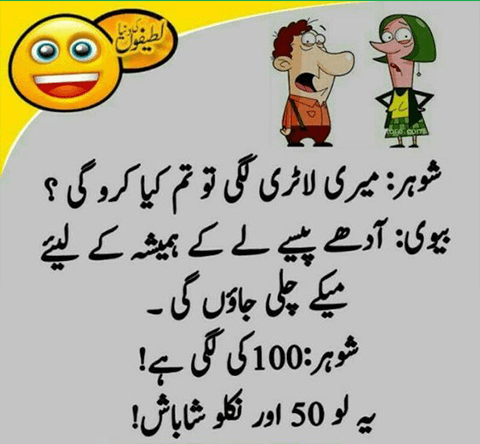 لطیفوں کی دنیا
شوہر: میری لاٹری لگی تو تم کیا کرو گی ؟
بیوی: آدھے پیسے لے کے ہمیشہ کے لیئے
میکے چلی جاؤں گی ۔
شوہر:100 کی لگی ہے!
یہ لو 50 اور نکلو شاباش!